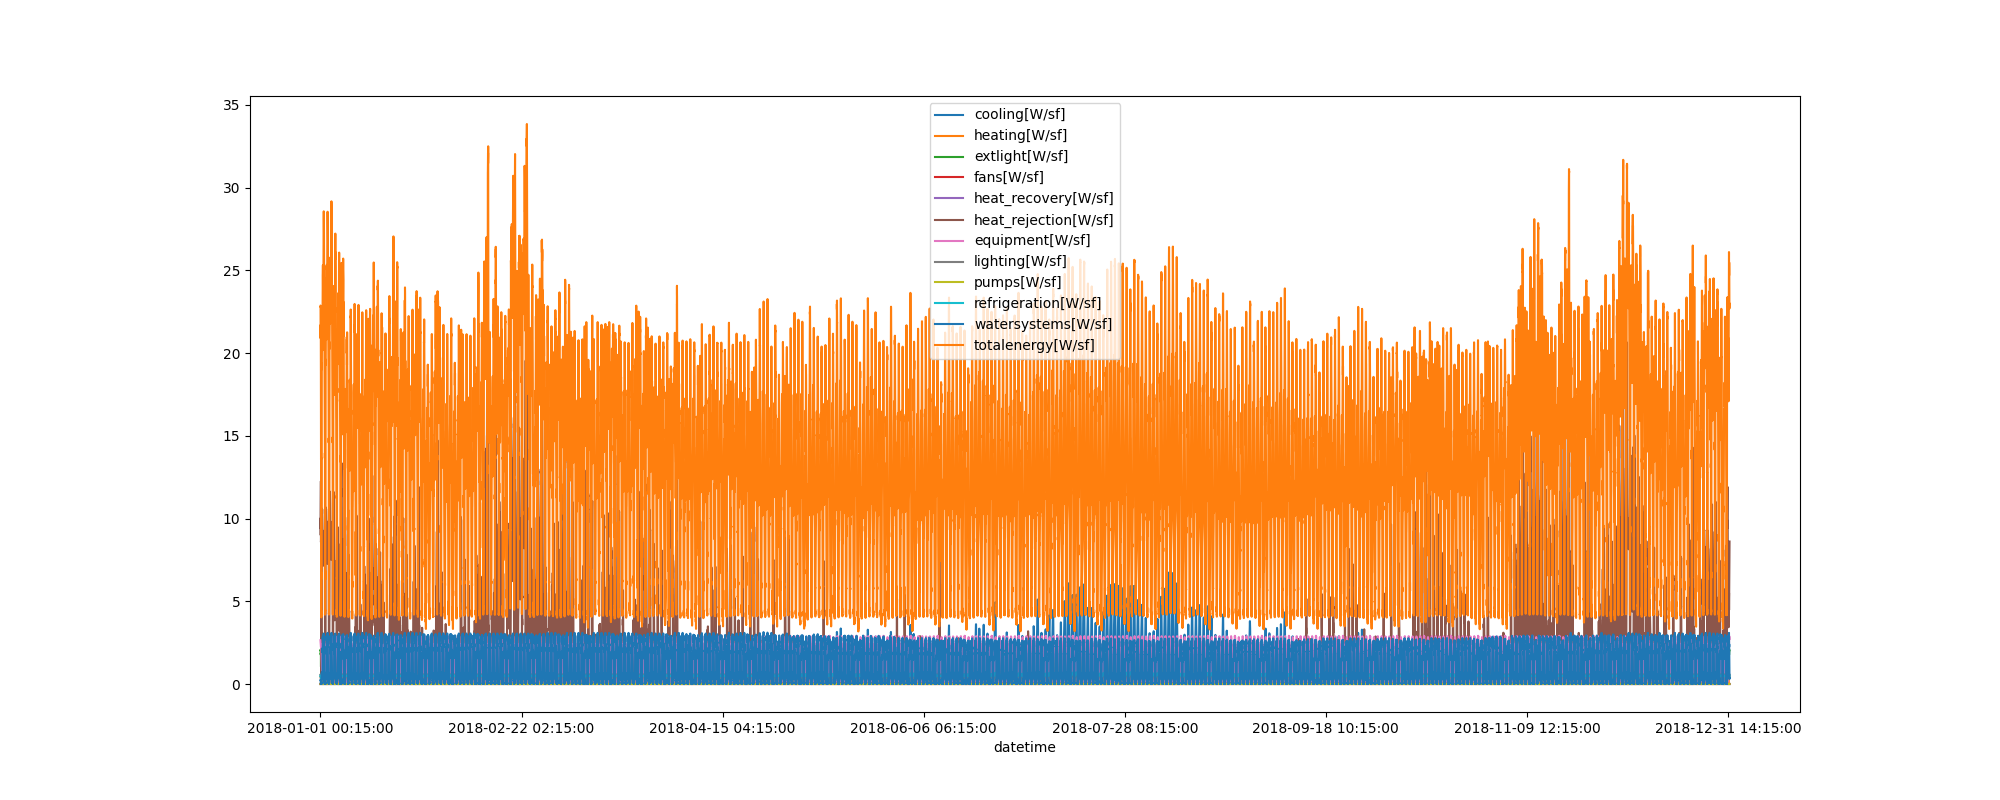 35
30
25
20
15
10
5
0
cooling[W/sf]
heating[W/sf]
extlight[W/sf]
fans[W/sf]
heat_recovery[W/sf]
heat_rejection[W/sf]
equipment[W/sf]
lighting[W/sf]
pumps[W/sf]
refrigeration[W/sf]
watersystems[W/sf]
totalenergy[W/sf]
2018-01-01 00:15:00 2018-02-22 02:15:00 2018-04-15 04:15:00 2018-06-06 06:15:00 2018-07-28 08:15:00 2018-09-18 10:15:00 2018-11-09 12:15:00 2018-12-31 14:15:00
datetime